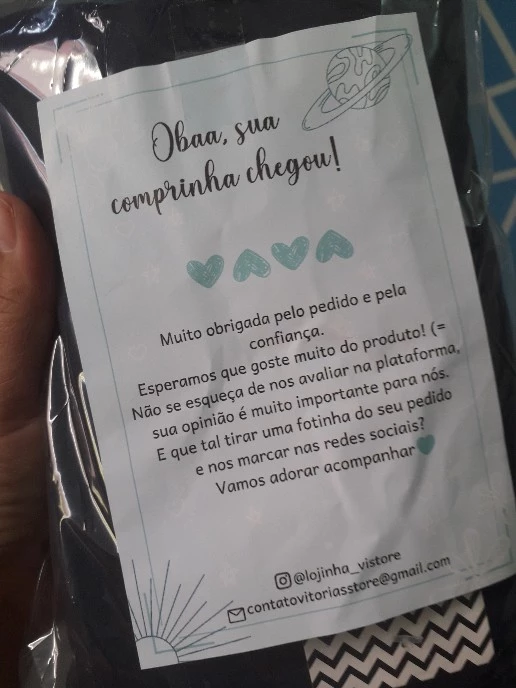 Obaa, sua
comprinha chegou!
Muito obrigada pelo pedido e pela
confiança.
Esperamos que goste muito do produto! (=
Não se esqueça de nos avaliar na plataforma,
sua opinião é muito importante para nós.
E que tal tirar uma fotinha do seu pedido
e nos marcar nas redes sociais?
Vamos adorar acompanhar
@lojinha_vistore
contatovitoriasstore@gmail.com